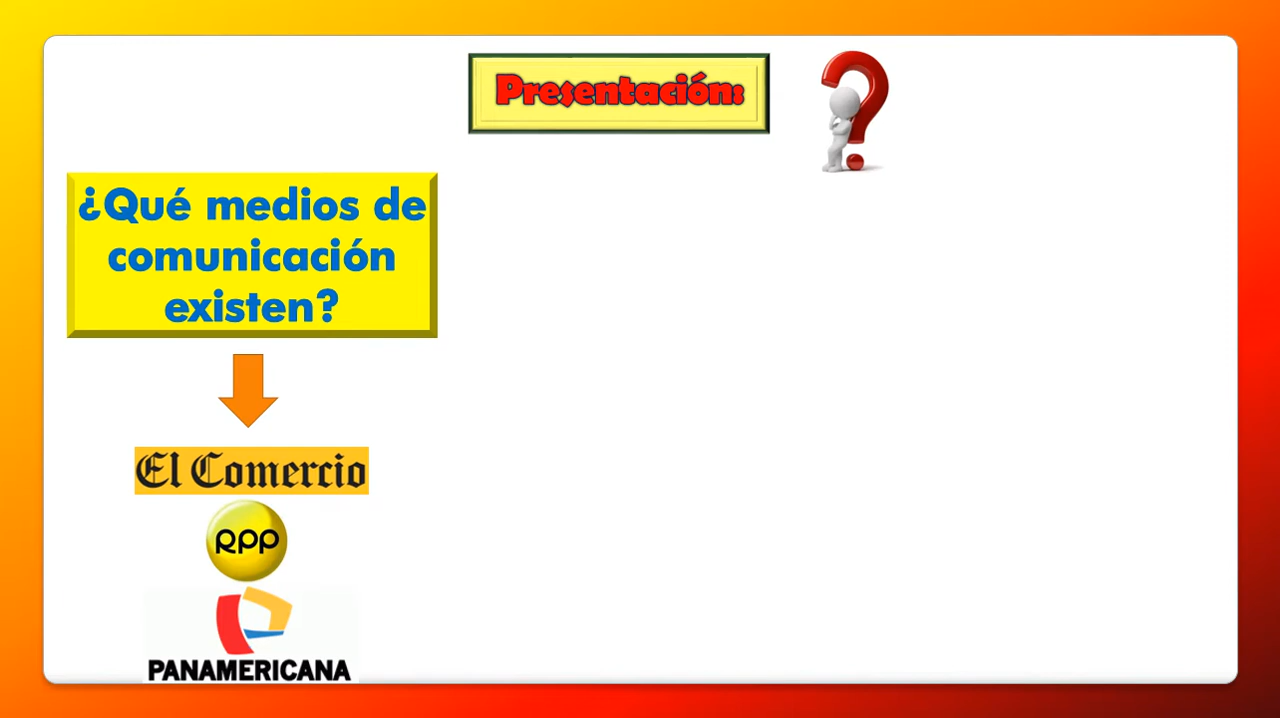 Presentación:
¿Qué medios de
comunicación
existen?
El Comercio
RPP
PANAMERICANA